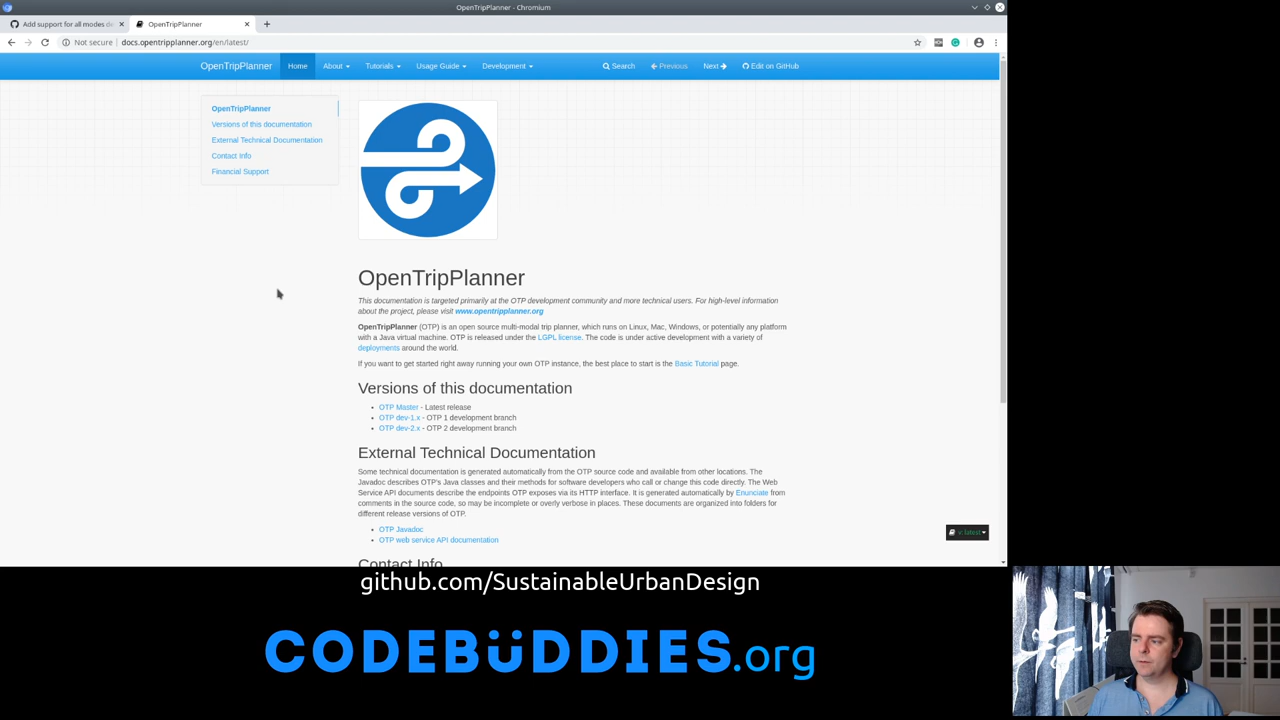 OpenTripPlanner - Chromium
Add support for all modes d
OpenTripPlanner
Not secure | docs.opentripplanner.org/en/latest/
OpenTripPlanner Home About Tutorials Usage Guide Development Search Previous Next Edit on GitHub
OpenTripPlanner
Versions of this documentation
External Technical Documentation
Contact Info
Financial Support
OpenTripPlanner
This documentation is targeted primarily at the OTP development community and more technical users. For high-level information
about the project, please visit www.opentripplanner.org
OpenTripPlanner (OTP) is an open source multi-modal trip planner, which runs on Linux, Mac, Windows, or potentially any platform
with a Java virtual machine. OTP is released under the LGPL license. The code is under active development with a variety of
deployments around the world.
If you want to get started right away running your own OTP instance, the best place to start is the Basic Tutorial page.
Versions of this documentation
• OTP Master - Latest release
• OTP dev-1.x - OTP 1 development branch
• OTP dev-2.x - OTP 2 development branch
External Technical Documentation
Some technical documentation is generated automatically from the OTP source code and available from other locations. The
Javadoc describes OTP's Java classes and their methods for software developers who call or change this code directly. The Web
Service API documents describe the endpoints OTP exposes via its HTTP interface. It is generated automatically by Enunciate from
comments in the source code, so may be incomplete or overly verbose in places. These documents are organized into folders for
different release versions of OTP.
• OTP Javadoc
• OTP web service API documentation
v: latest
Contact Info
github.com/SustainableUrbanDesign
CODEBÜDDIES.org